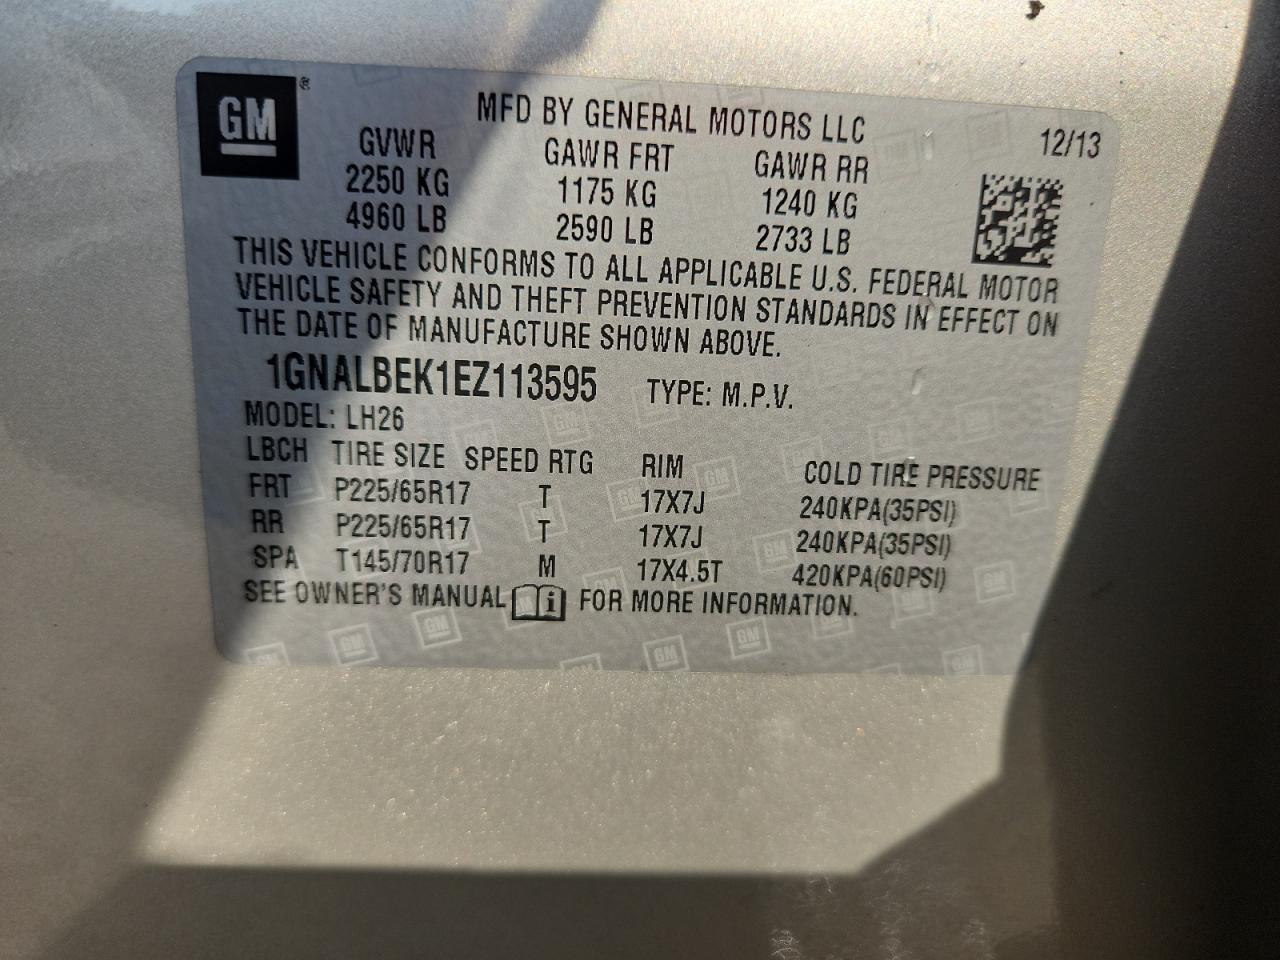 GM
MFD BY GENERAL MOTORS LLC
12/13
GVWR GAWR FRT GAWR RR
2250 KG 1175 KG 1240 KG
4960 LB 2590 LB 2733 LB
THIS VEHICLE CONFORMS TO ALL APPLICABLE U.S. FEDERAL MOTOR
VEHICLE SAFETY AND THEFT PREVENTION STANDARDS IN EFFECT ON
THE DATE OF MANUFACTURE SHOWN ABOVE.
1GNALBEK1EZ113595 TYPE: M.P.V.
MODEL: LH26
LBCH TIRE SIZE SPEED RTG RIM COLD TIRE PRESSURE
FRT P225/65R17 T 17X7J 240KPA(35PSI)
RR P225/65R17 T 17X7J 240KPA(35PSI)
SPA T145/70R17 M 17X4.5T 420KPA(60PSI)
SEE OWNER'S MANUAL i FOR MORE INFORMATION.